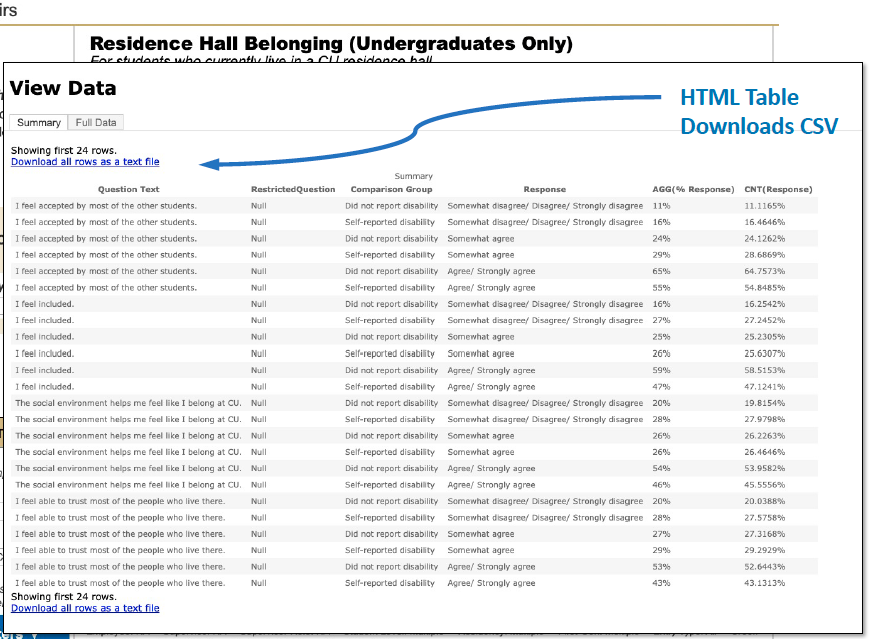 irs
Residence Hall Belonging (Undergraduates Only)
For students who currently live in a CU residence hall
View Data
HTML Table
Downloads CSV
Summary Full Data
Showing first 24 rows.
Download all rows as a text file
Summary
Question Text RestrictedQuestion Comparison Group Response AGG(% Response) CNT(Response)
I feel accepted by most of the other students. Null Did not report disability Somewhat disagree/ Disagree/ Strongly disagree 11% 11.1165%
I feel accepted by most of the other students. Null Self-reported disability Somewhat disagree/ Disagree/ Strongly disagree 16% 16.4646%
I feel accepted by most of the other students. Null Did not report disability Somewhat agree 24% 24.1262%
I feel accepted by most of the other students. Null Self-reported disability Somewhat agree 29% 28.6869%
I feel accepted by most of the other students. Null Did not report disability Agree/ Strongly agree 65% 64.7573%
I feel accepted by most of the other students. Null Self-reported disability Agree/ Strongly agree 55% 54.8485%
I feel included. Null Did not report disability Somewhat disagree/ Disagree/ Strongly disagree 16% 16.2542%
I feel included. Null Self-reported disability Somewhat disagree/ Disagree/ Strongly disagree 27% 27.2452%
I feel included. Null Did not report disability Somewhat agree 25% 25.2305%
I feel included. Null Self-reported disability Somewhat agree 26% 25.6307%
I feel included. Null Did not report disability Agree/ Strongly agree 59% 58.5153%
I feel included. Null Self-reported disability Agree/ Strongly agree 47% 47.1241%
The social environment helps me feel like I belong at CU. Null Did not report disability Somewhat disagree/ Disagree/ Strongly disagree 20% 19.8154%
The social environment helps me feel like I belong at CU. Null Self-reported disability Somewhat disagree/ Disagree/ Strongly disagree 28% 27.9798%
The social environment helps me feel like I belong at CU. Null Did not report disability Somewhat agree 26% 26.2263%
The social environment helps me feel like I belong at CU. Null Self-reported disability Somewhat agree 26% 26.4646%
The social environment helps me feel like I belong at CU. Null Did not report disability Agree/ Strongly agree 54% 53.9582%
The social environment helps me feel like I belong at CU. Null Self-reported disability Agree/ Strongly agree 46% 45.5556%
I feel able to trust most of the people who live there. Null Did not report disability Somewhat disagree/ Disagree/ Strongly disagree 20% 20.0388%
I feel able to trust most of the people who live there. Null Self-reported disability Somewhat disagree/ Disagree/ Strongly disagree 28% 27.5758%
I feel able to trust most of the people who live there. Null Did not report disability Somewhat agree 27% 27.3168%
I feel able to trust most of the people who live there. Null Self-reported disability Somewhat agree 29% 29.2929%
I feel able to trust most of the people who live there. Null Did not report disability Agree/ Strongly agree 53% 52.6443%
I feel able to trust most of the people who live there. Null Self-reported disability Agree/ Strongly agree 43% 43.1313%
Showing first 24 rows.
Download all rows as a text file